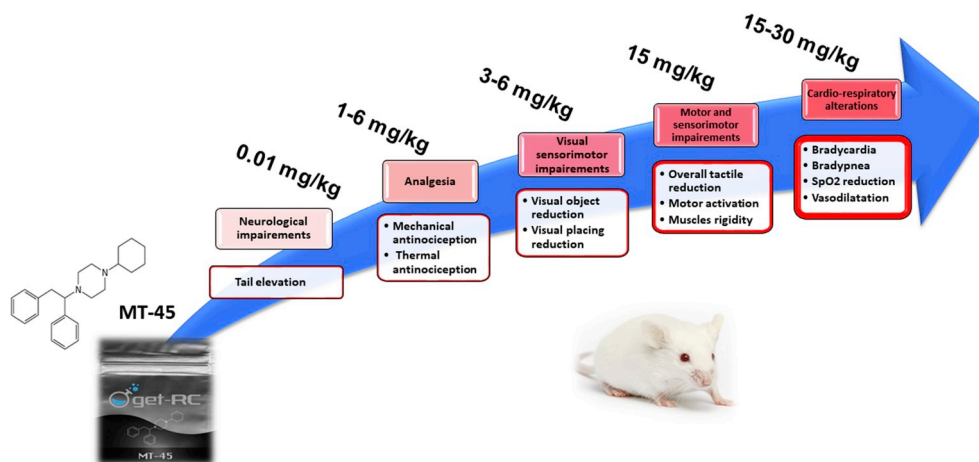 0.01 mg/kg
Neurological
impairements
Tail elevation
1-6 mg/kg
Analgesia
• Mechanical
antinociception
• Thermal
antinociception
3-6 mg/kg
Visual
sensorimotor
impairements
• Visual object
reduction
• Visual placing
reduction
15 mg/kg
Motor and
sensorimotor
impairments
• Overall tactile
reduction
• Motor activation
• Muscles rigidity
15-30 mg/kg
Cardio-respiratory
alterations
• Bradycardia
• Bradypnea
• SpO2 reduction
• Vasodilatation
N
N
MT-45
get-RC
MT-45